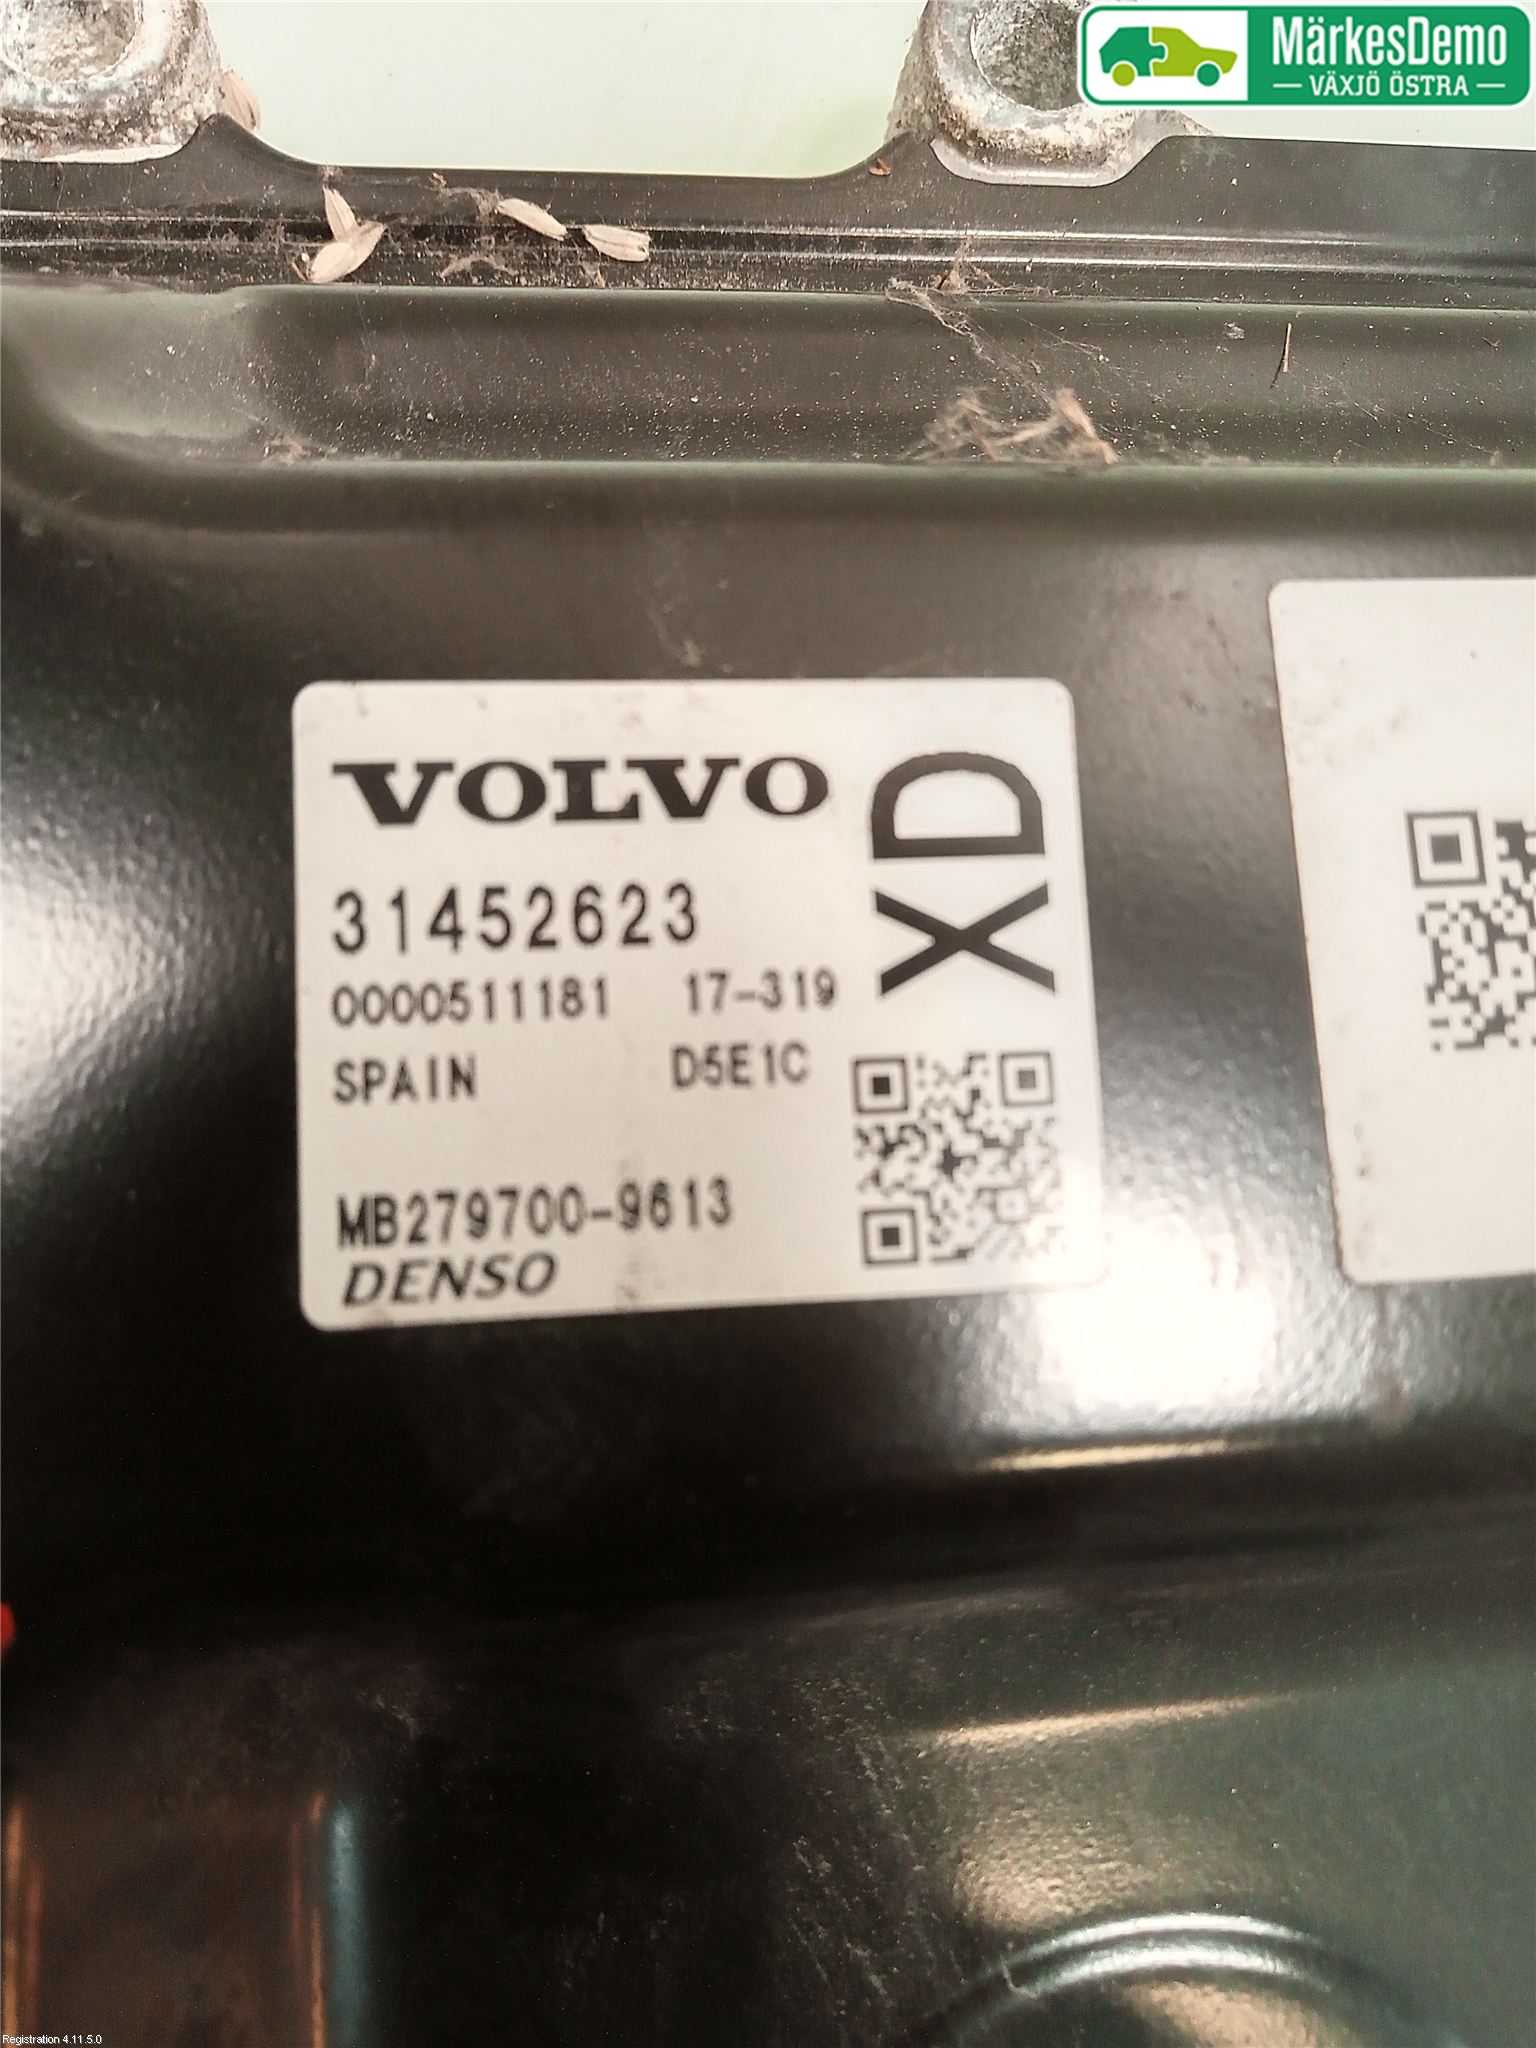 MärkesDemo
VÄXJÖ ÖSTRA
VOLVO
XD
31452623
0000511181 17-319
SPAIN D5E1C
MB279700-9613
DENSO
Registration 4.11.5.0